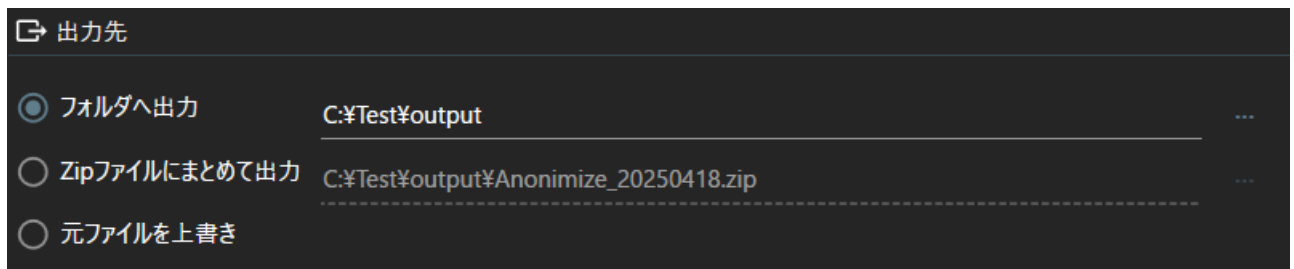 出力先
フォルダへ出力 C:¥Test¥output ...
Zipファイルにまとめて出力 C:¥Test¥output¥Anonimize_20250418.zip ...
元ファイルを上書き